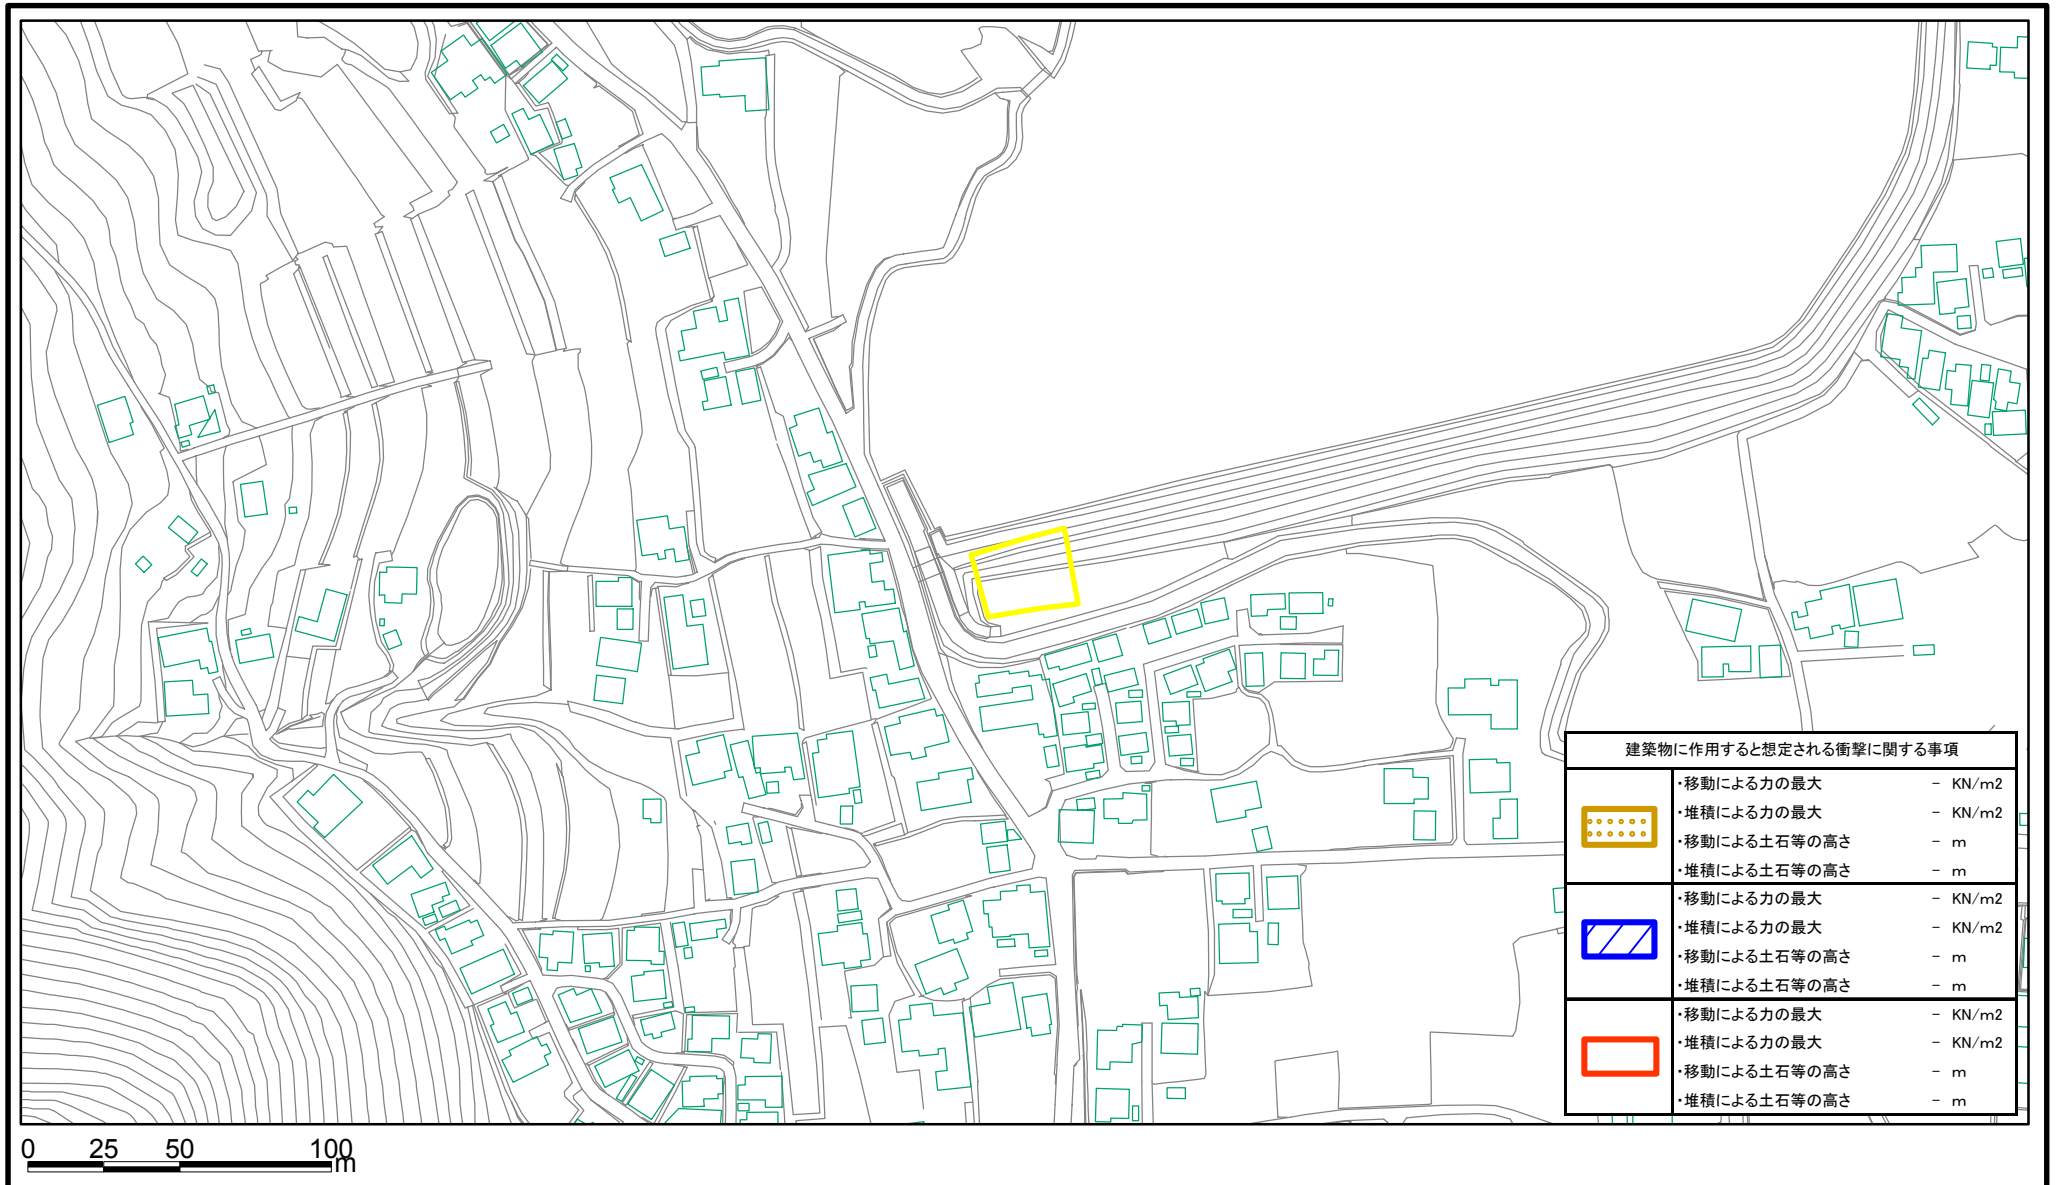 建築物に作用すると想定される衝撃に関する事項
・移動による力の最大 － KN/m2
・堆積による力の最大 － KN/m2
・移動による土石等の高さ － m
・堆積による土石等の高さ － m
・移動による力の最大 － KN/m2
・堆積による力の最大 － KN/m2
・移動による土石等の高さ － m
・堆積による土石等の高さ － m
・移動による力の最大 － KN/m2
・堆積による力の最大 － KN/m2
・移動による土石等の高さ － m
・堆積による土石等の高さ － m
0 25 50 100
m